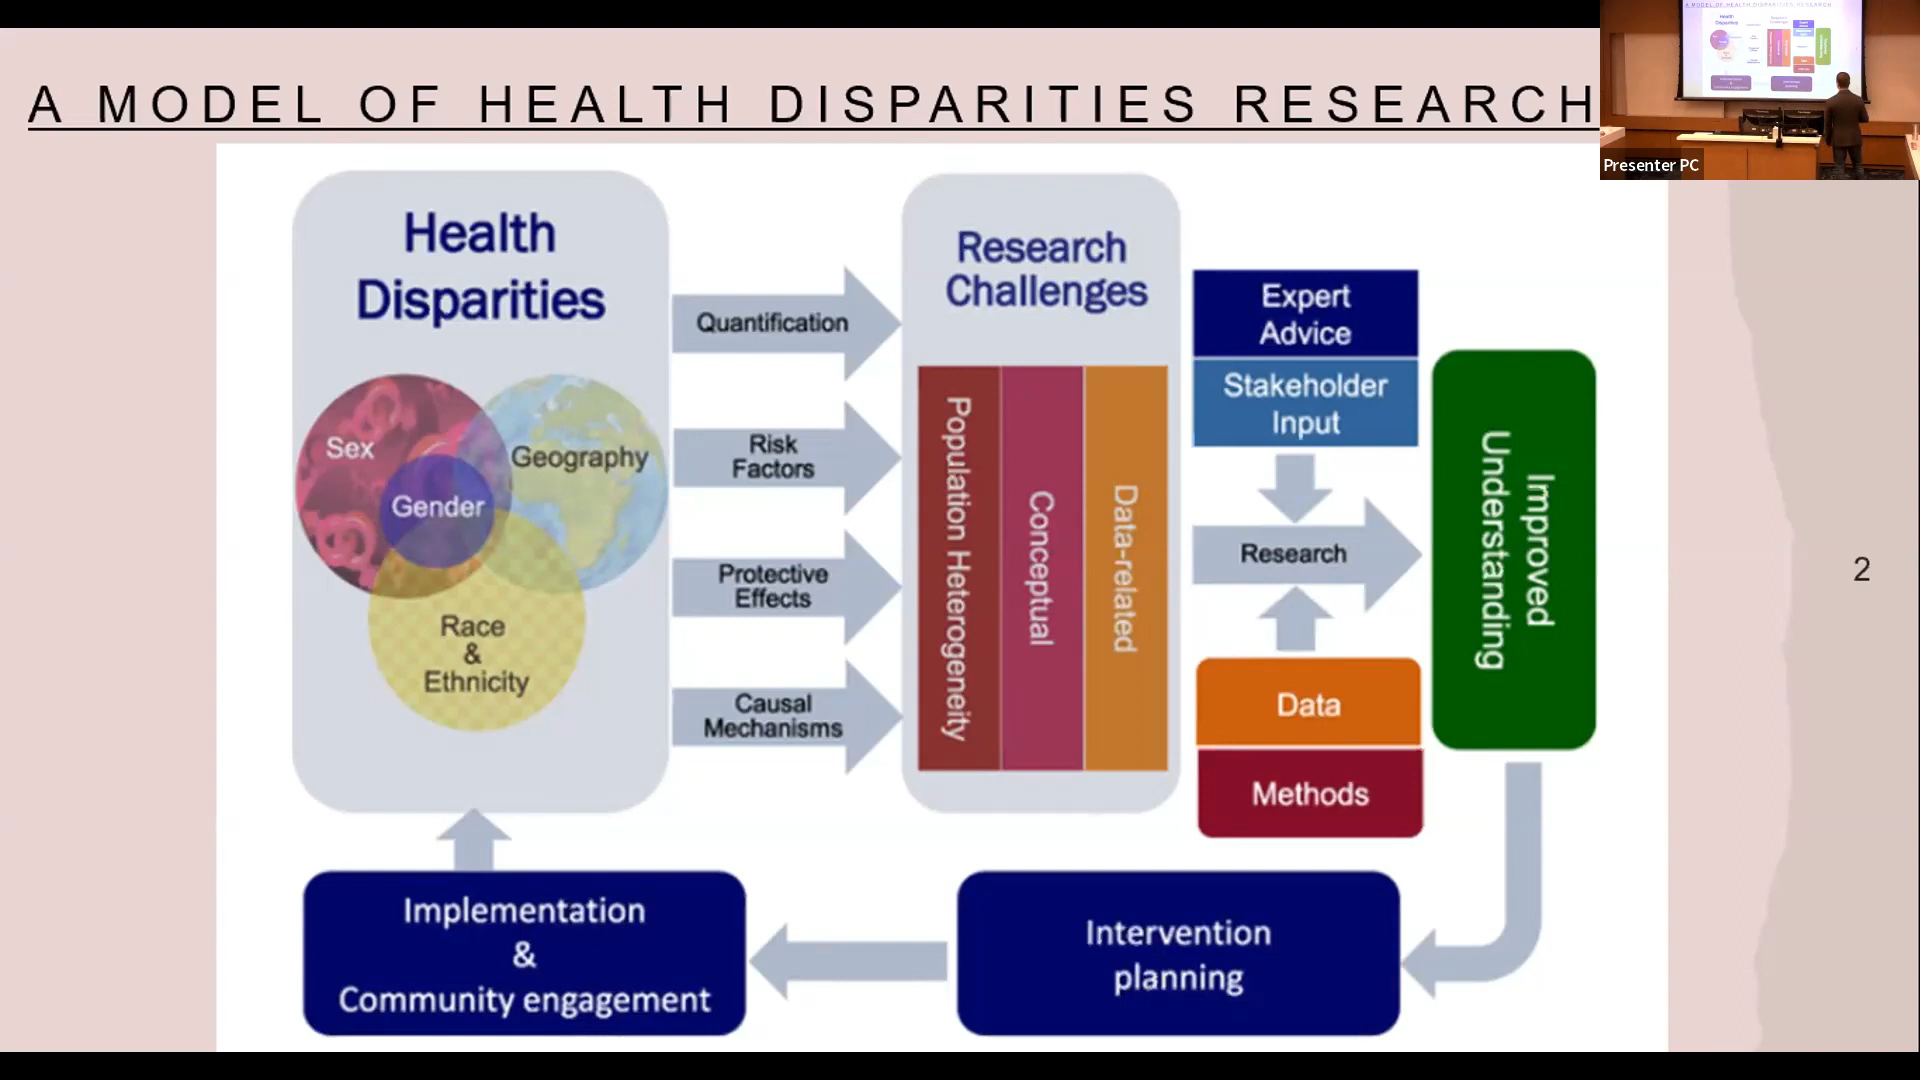 A MODEL OF HEALTH DISPARITIES RESEARCH
Presenter PC
Health
Disparities
Sex
Geography
Gender
Race
&
Ethnicity
Quantification
Risk
Factors
Protective
Effects
Causal
Mechanisms
Research
Challenges
Population Heterogeneity
Conceptual
Data-related
Expert
Advice
Stakeholder
Input
Research
Data
Methods
Improved
Understanding
2
Intervention
planning
Implementation
&
Community engagement